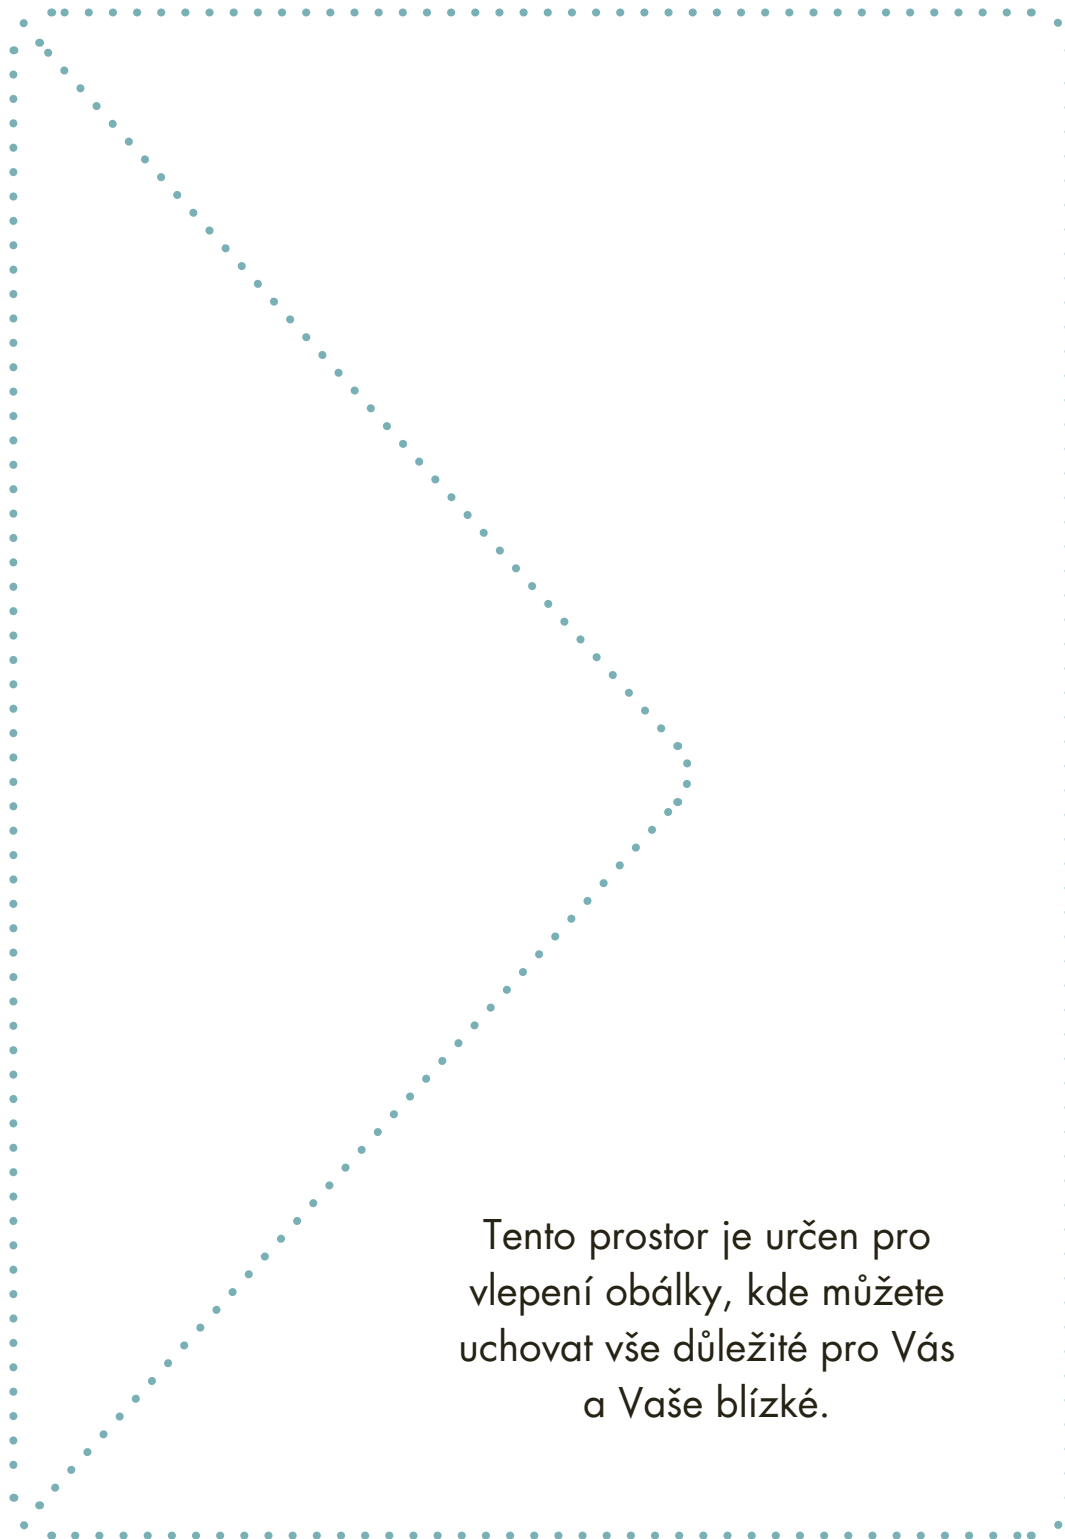 Tento prostor je určen pro
vlepení obálky, kde můžete
uchovat vše důležité pro Vás
a Vaše blízké.